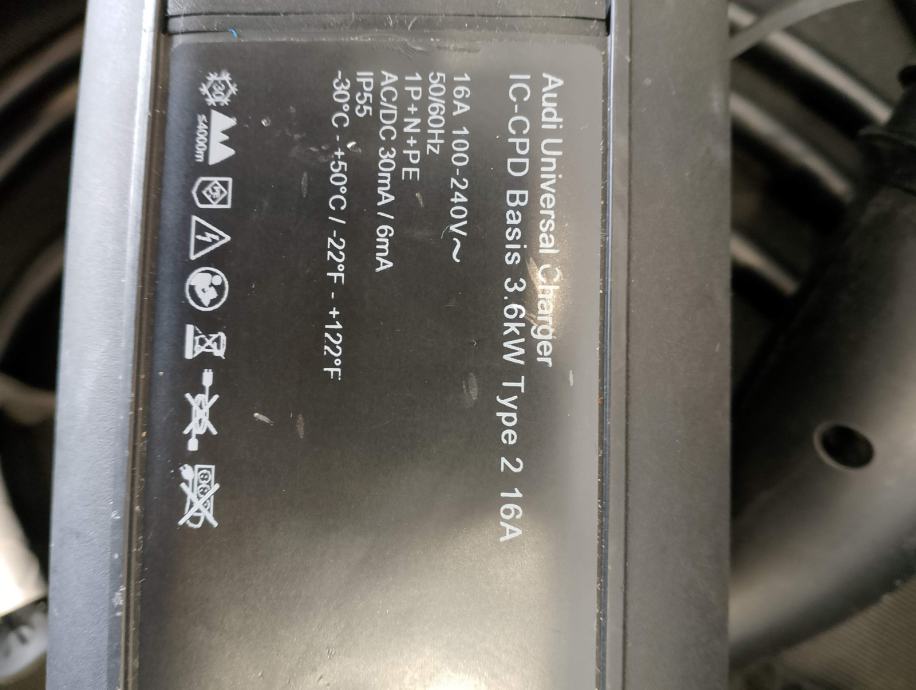 Audi Universal Charger
IC-CPD Basis 3.6kW Type 2 16A
16A 100-240V~
50/60Hz
1P+N+PE
AC/DC 30mA / 6mA
IP55
-30°C - +50°C / -22°F - +122°F
-30
≤4000m